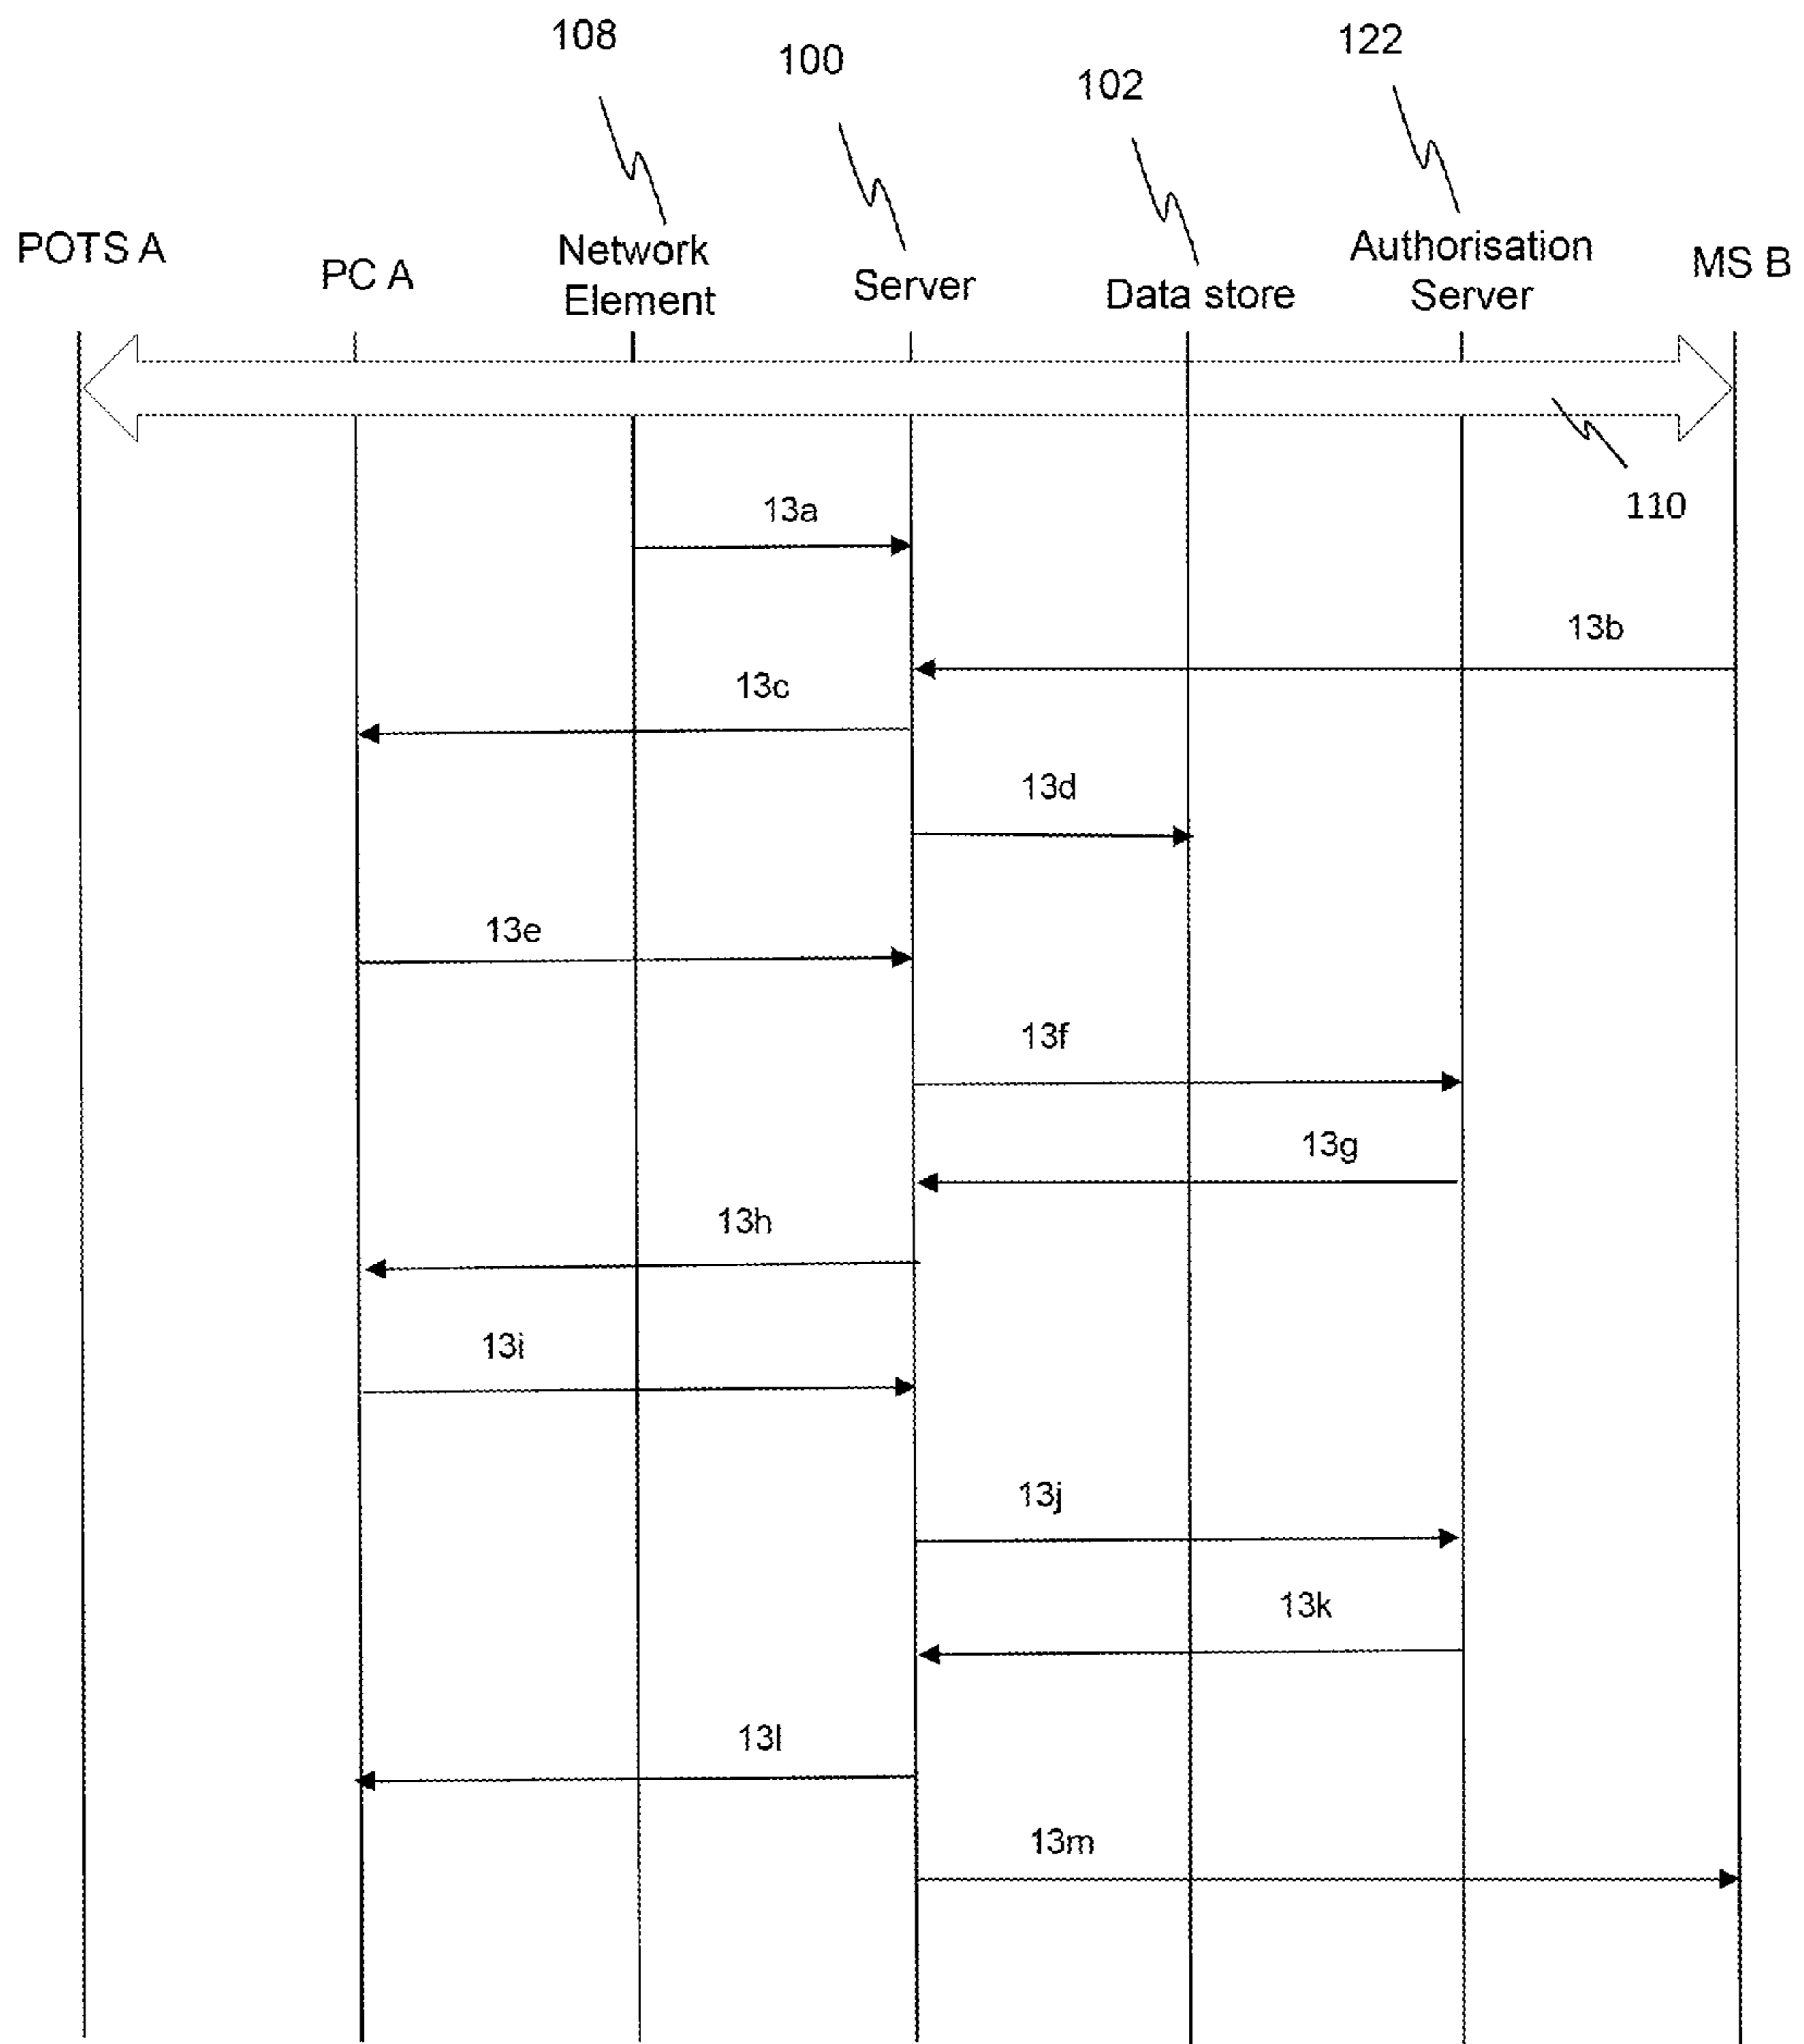 108
100
102
122
POTS A
PC A
Network
Element
Server
Data store
Authorisation
Server
MS B
110
13a
13b
13c
13d
13e
13f
13g
13h
13i
13j
13k
13l
13m